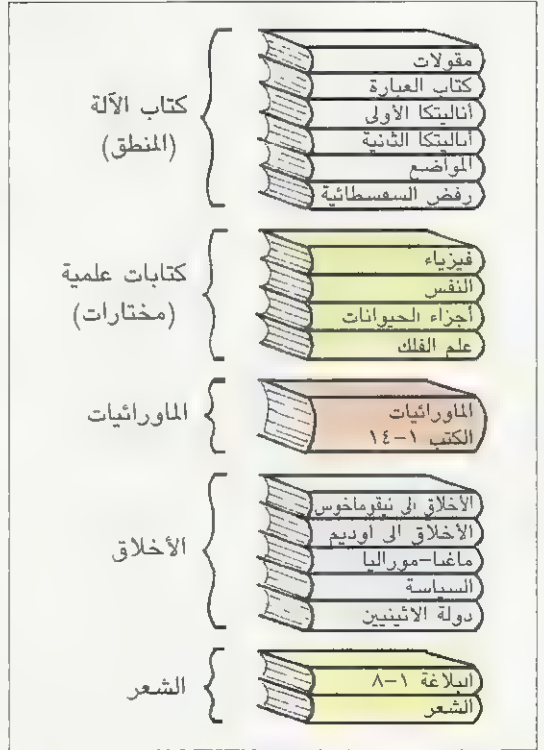 كتاب الآلة
(المنطق)
مقولات
كتاب العبارة
أناليتكا الأولى
أناليتكا الثانية
المواضع
رفض السفسطائية
كتابات علمية
(مختارات)
فيزياء
النفس
أجزاء الحيوانات
علم الفلك
الماورائيات
الماورائيات
الكتب ١–١٤
الأخلاق
الأخلاق الى نيقوماخوس
الأخلاق الى اوديم
ماغنا–موراليا
السياسة
دولة الاثينيين
الشعر
البلاغة ١–٨
الشعر